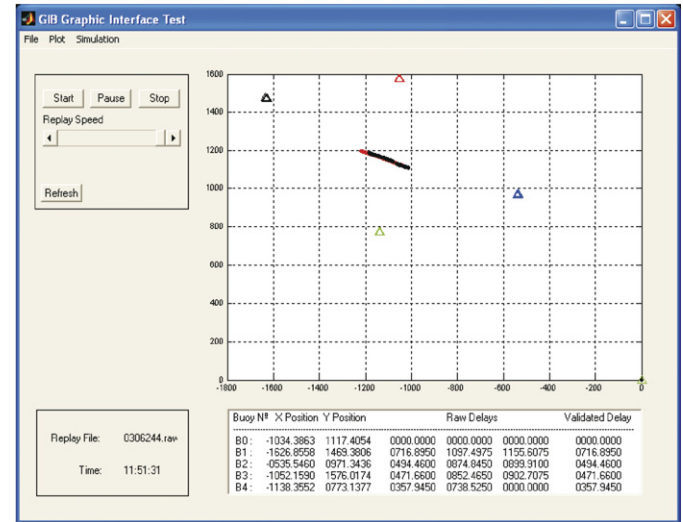 GIB Graphic Interface Test
File Plot Simulation
Start Pause Stop
Replay Speed
Refresh
1600
1400
1200
1000
800
600
400
200
0
-1800 -1600 -1400 -1200 -1000 -800 -600 -400 -200 0
Replay File: 0306244.raw
Time: 11:51:31
Buoy Nº X Position Y Position Raw Delays Validated Delay
B0: -1034.3863 1117.4054 0000.0000 0000.0000 0000.0000 0000.0000
B1: -1626.8558 1469.3806 0716.8950 1097.4975 1155.6075 0716.8950
B2: -0535.5460 0971.3436 0494.4600 0874.8450 0899.9100 0494.4600
B3: -1052.1590 1576.0174 0471.6600 0852.4650 0902.7075 0471.6600
B4: -1138.3552 0773.1377 0357.9450 0738.5250 0000.0000 0357.9450